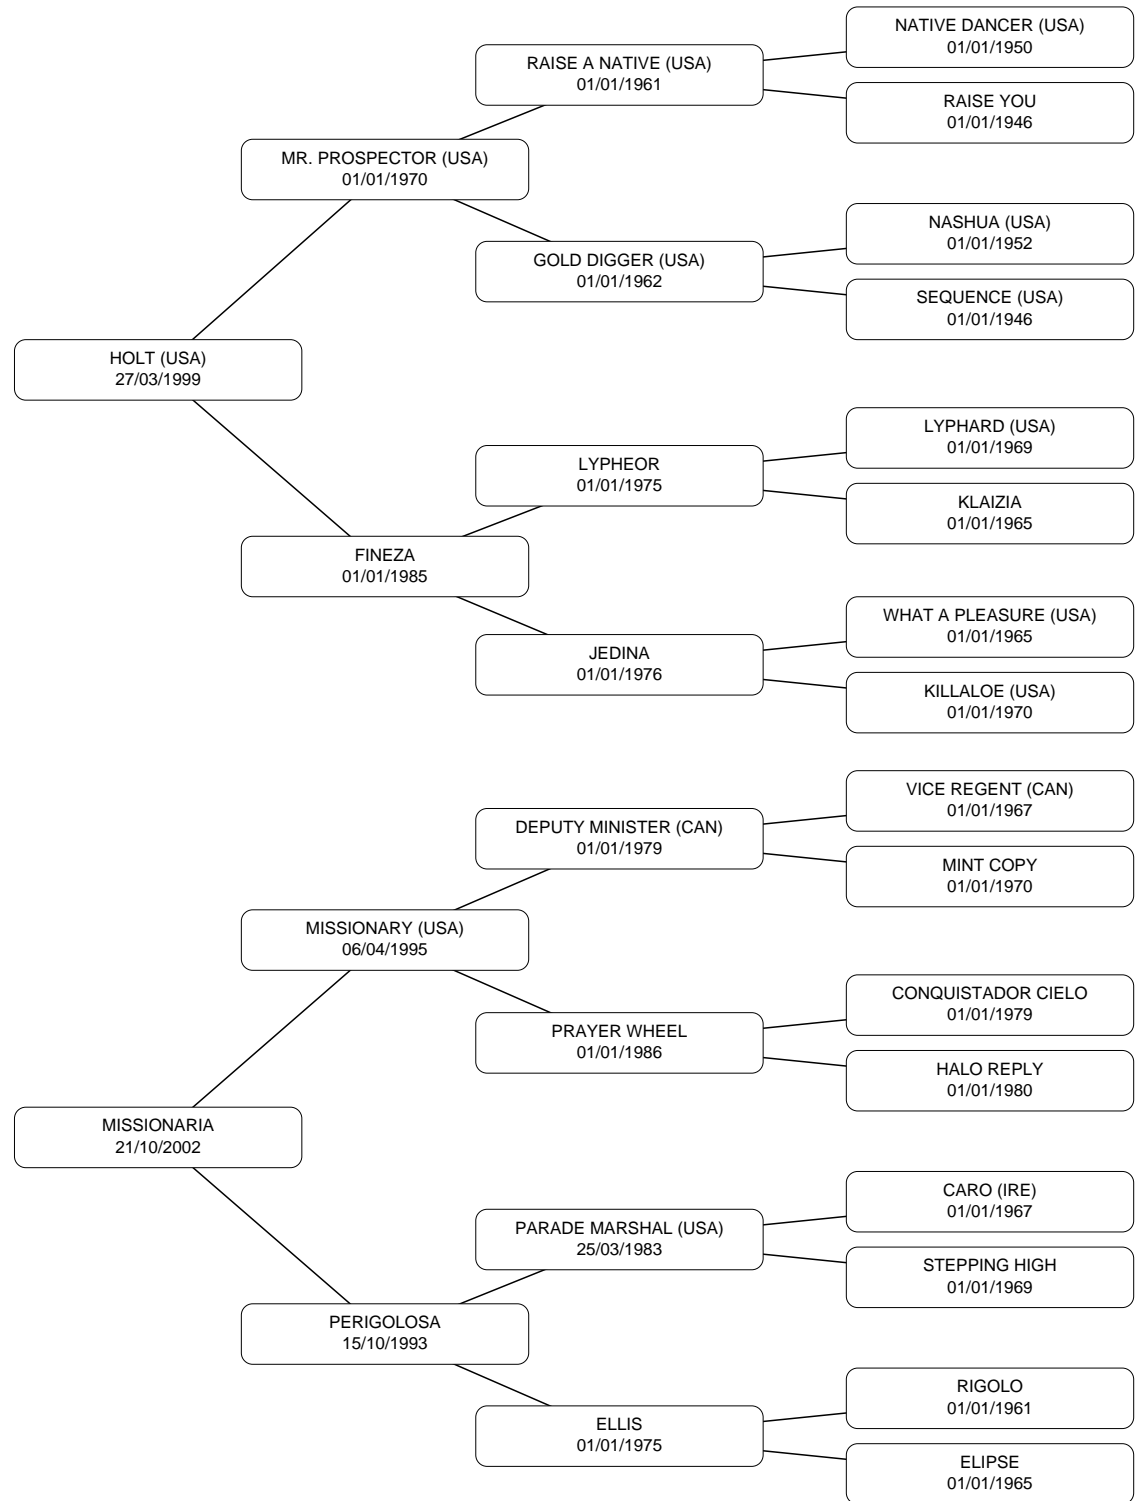 NATIVE DANCER (USA)
01/01/1950
RAISE A NATIVE (USA)
01/01/1961
RAISE YOU
01/01/1946
MR. PROSPECTOR (USA)
01/01/1970
NASHUA (USA)
01/01/1952
GOLD DIGGER (USA)
01/01/1962
SEQUENCE (USA)
01/01/1946
HOLT (USA)
27/03/1999
LYPHARD (USA)
01/01/1969
LYPHEOR
01/01/1975
KLAIZIA
01/01/1965
FINEZA
01/01/1985
WHAT A PLEASURE (USA)
01/01/1965
JEDINA
01/01/1976
KILLALOE (USA)
01/01/1970
VICE REGENT (CAN)
01/01/1967
DEPUTY MINISTER (CAN)
01/01/1979
MINT COPY
01/01/1970
MISSIONARY (USA)
06/04/1995
CONQUISTADOR CIELO
01/01/1979
PRAYER WHEEL
01/01/1986
HALO REPLY
01/01/1980
MISSIONARIA
21/10/2002
CARO (IRE)
01/01/1967
PARADE MARSHAL (USA)
25/03/1983
STEPPING HIGH
01/01/1969
PERIGOLOSA
15/10/1993
RIGOLO
01/01/1961
ELLIS
01/01/1975
ELIPSE
01/01/1965